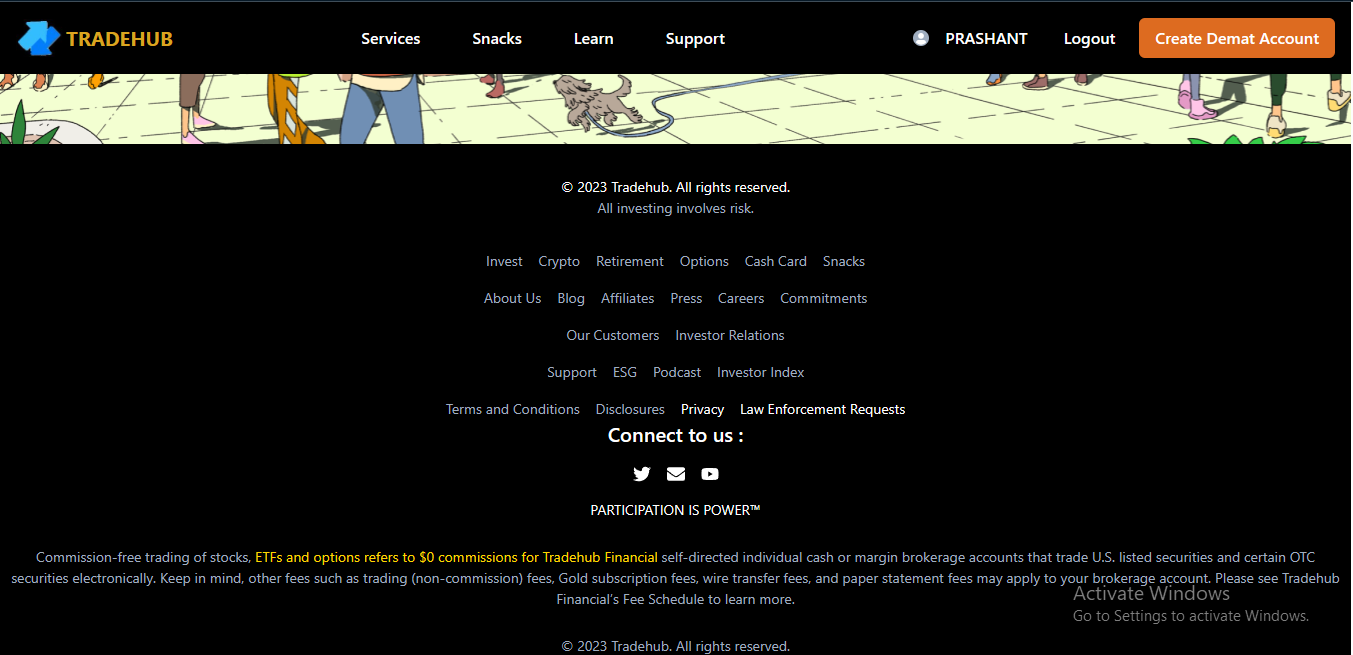 TRADEHUB Services Snacks Learn Support PRASHANT Logout Create Demat Account
© 2023 Tradehub. All rights reserved.
All investing involves risk.
Invest Crypto Retirement Options Cash Card Snacks
About Us Blog Affiliates Press Careers Commitments
Our Customers Investor Relations
Support ESG Podcast Investor Index
Terms and Conditions Disclosures Privacy Law Enforcement Requests
Connect to us :
PARTICIPATION IS POWER™
Commission-free trading of stocks, ETFs and options refers to $0 commissions for Tradehub Financial self-directed individual cash or margin brokerage accounts that trade U.S. listed securities and certain OTC
securities electronically. Keep in mind, other fees such as trading (non-commission) fees, Gold subscription fees, wire transfer fees, and paper statement fees may apply to your brokerage account. Please see Tradehub
Financial’s Fee Schedule to learn more.
Activate Windows
Go to Settings to activate Windows.
© 2023 Tradehub. All rights reserved.